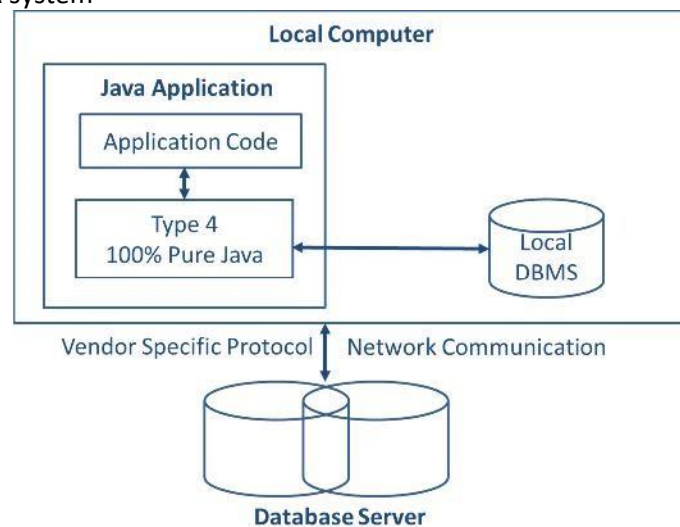 system
Local Computer
Java Application
Application Code
Type 4
100% Pure Java
Local
DBMS
Vendor Specific Protocol
Network Communication
Database Server